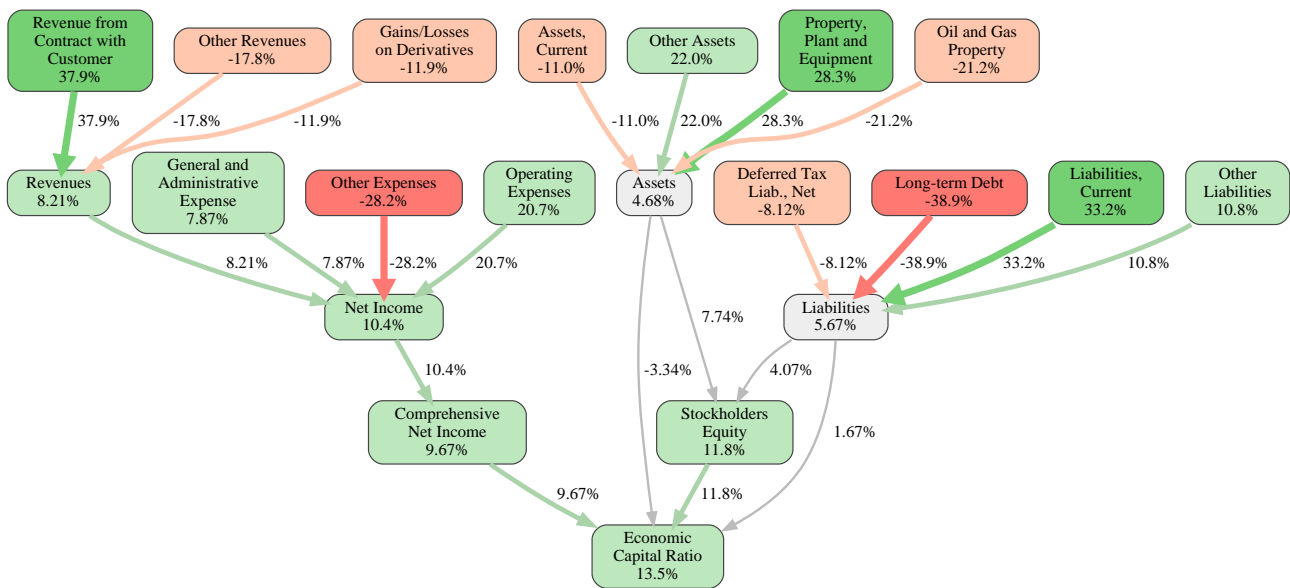 Revenue from
Contract with
Customer
37.9%
Other Revenues
-17.8%
Gains/Losses
on Derivatives
-11.9%
Assets,
Current
-11.0%
Other Assets
22.0%
Property,
Plant and
Equipment
28.3%
Oil and Gas
Property
-21.2%
37.9%
-17.8%
-11.9%
-11.0%
22.0%
28.3%
-21.2%
Revenues
8.21%
General and
Administrative
Expense
7.87%
Other Expenses
-28.2%
Operating
Expenses
20.7%
Assets
4.68%
Deferred Tax
Liab., Net
-8.12%
Long-term Debt
-38.9%
Liabilities,
Current
33.2%
Other
Liabilities
10.8%
8.21%
7.87%
-28.2%
20.7%
-8.12%
-38.9%
33.2%
10.8%
Net Income
10.4%
7.74%
Liabilities
5.67%
10.4%
-3.34%
4.07%
Comprehensive
Net Income
9.67%
Stockholders
Equity
11.8%
1.67%
9.67%
11.8%
Economic
Capital Ratio
13.5%